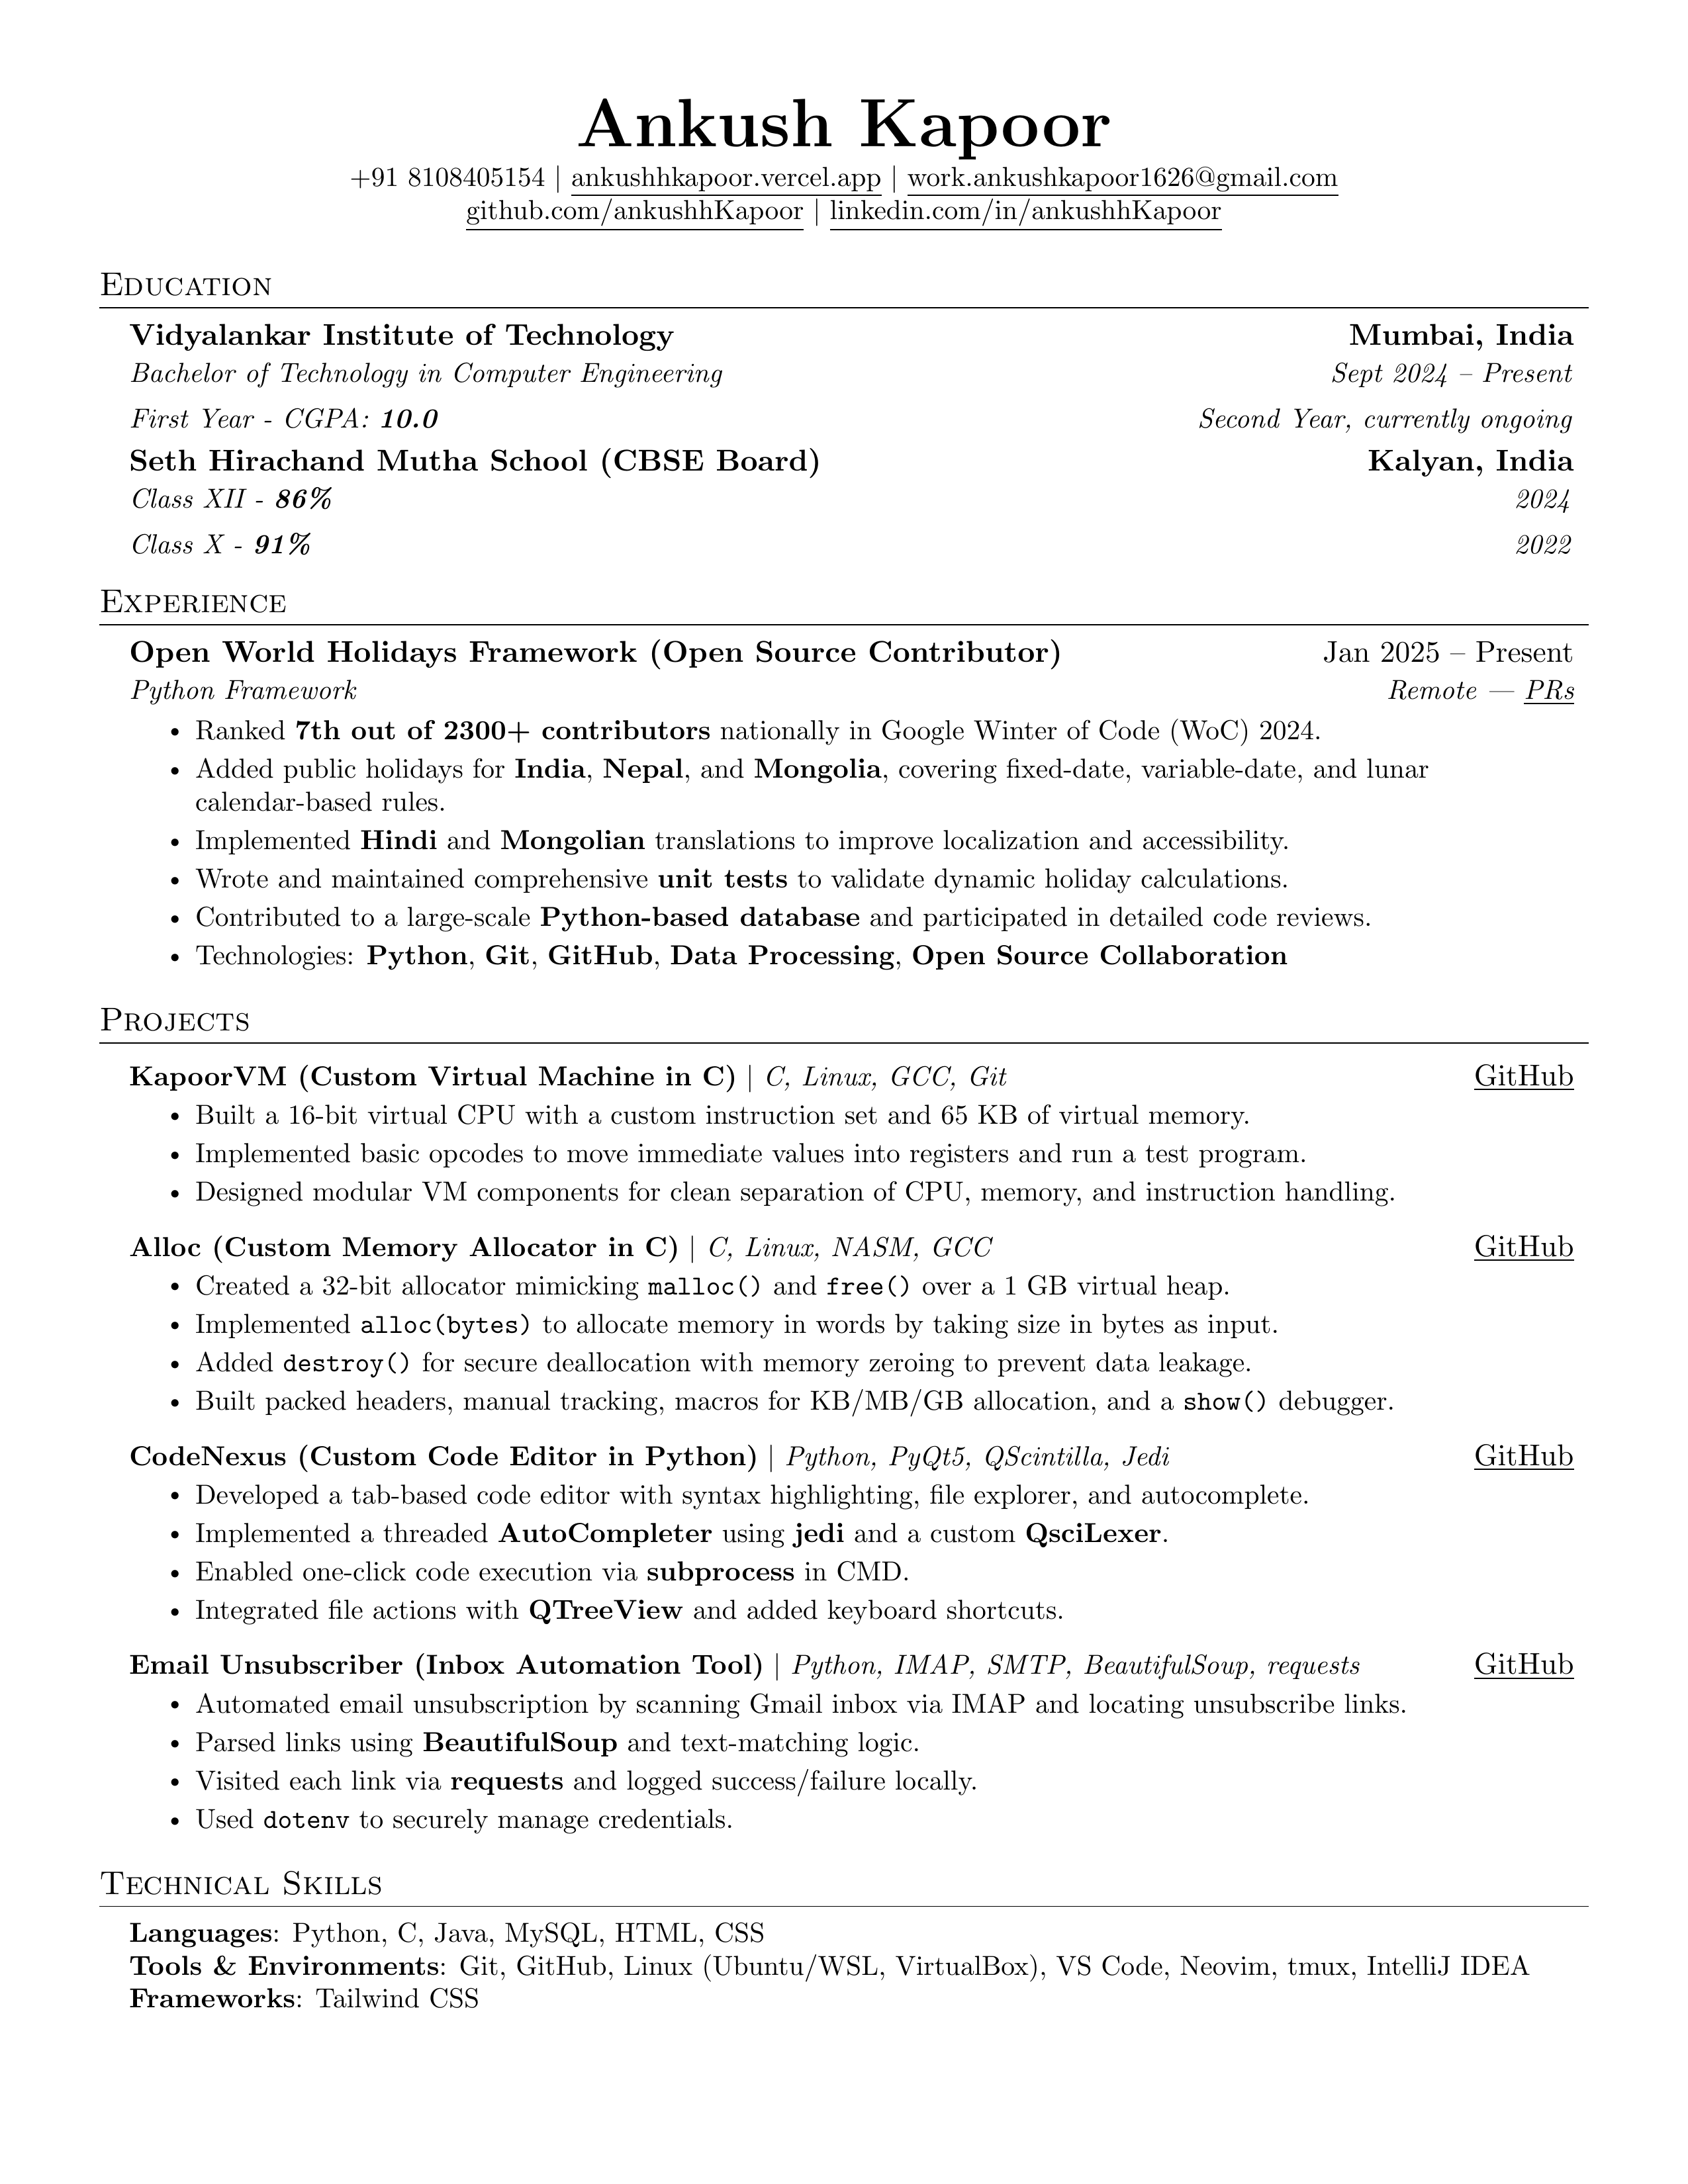 Ankush Kapoor
+91 8108405154 | ankushhkapoor.vercel.app | work.ankushkapoor1626@gmail.com
github.com/ankushhKapoor | linkedin.com/in/ankushhKapoor
Education
Vidyalankar Institute of Technology Mumbai, India
Bachelor of Technology in Computer Engineering Sept 2024 – Present
First Year - CGPA: 10.0 Second Year, currently ongoing
Seth Hirachand Mutha School (CBSE Board) Kalyan, India
Class XII - 86% 2024
Class X - 91% 2022
Experience
Open World Holidays Framework (Open Source Contributor) Jan 2025 – Present
Python Framework Remote — PRs
• Ranked 7th out of 2300+ contributors nationally in Google Winter of Code (WoC) 2024.
• Added public holidays for India, Nepal, and Mongolia, covering fixed-date, variable-date, and lunar
calendar-based rules.
• Implemented Hindi and Mongolian translations to improve localization and accessibility.
• Wrote and maintained comprehensive unit tests to validate dynamic holiday calculations.
• Contributed to a large-scale Python-based database and participated in detailed code reviews.
• Technologies: Python, Git, GitHub, Data Processing, Open Source Collaboration
Projects
KapoorVM (Custom Virtual Machine in C) | C, Linux, GCC, Git GitHub
• Built a 16-bit virtual CPU with a custom instruction set and 65 KB of virtual memory.
• Implemented basic opcodes to move immediate values into registers and run a test program.
• Designed modular VM components for clean separation of CPU, memory, and instruction handling.
Alloc (Custom Memory Allocator in C) | C, Linux, NASM, GCC GitHub
• Created a 32-bit allocator mimicking malloc() and free() over a 1 GB virtual heap.
• Implemented alloc(bytes) to allocate memory in words by taking size in bytes as input.
• Added destroy() for secure deallocation with memory zeroing to prevent data leakage.
• Built packed headers, manual tracking, macros for KB/MB/GB allocation, and a show() debugger.
CodeNexus (Custom Code Editor in Python) | Python, PyQt5, QScintilla, Jedi GitHub
• Developed a tab-based code editor with syntax highlighting, file explorer, and autocomplete.
• Implemented a threaded AutoCompleter using jedi and a custom QsciLexer.
• Enabled one-click code execution via subprocess in CMD.
• Integrated file actions with QTreeView and added keyboard shortcuts.
Email Unsubscriber (Inbox Automation Tool) | Python, IMAP, SMTP, BeautifulSoup, requests GitHub
• Automated email unsubscription by scanning Gmail inbox via IMAP and locating unsubscribe links.
• Parsed links using BeautifulSoup and text-matching logic.
• Visited each link via requests and logged success/failure locally.
• Used dotenv to securely manage credentials.
Technical Skills
Languages: Python, C, Java, MySQL, HTML, CSS
Tools & Environments: Git, GitHub, Linux (Ubuntu/WSL, VirtualBox), VS Code, Neovim, tmux, IntelliJ IDEA
Frameworks: Tailwind CSS